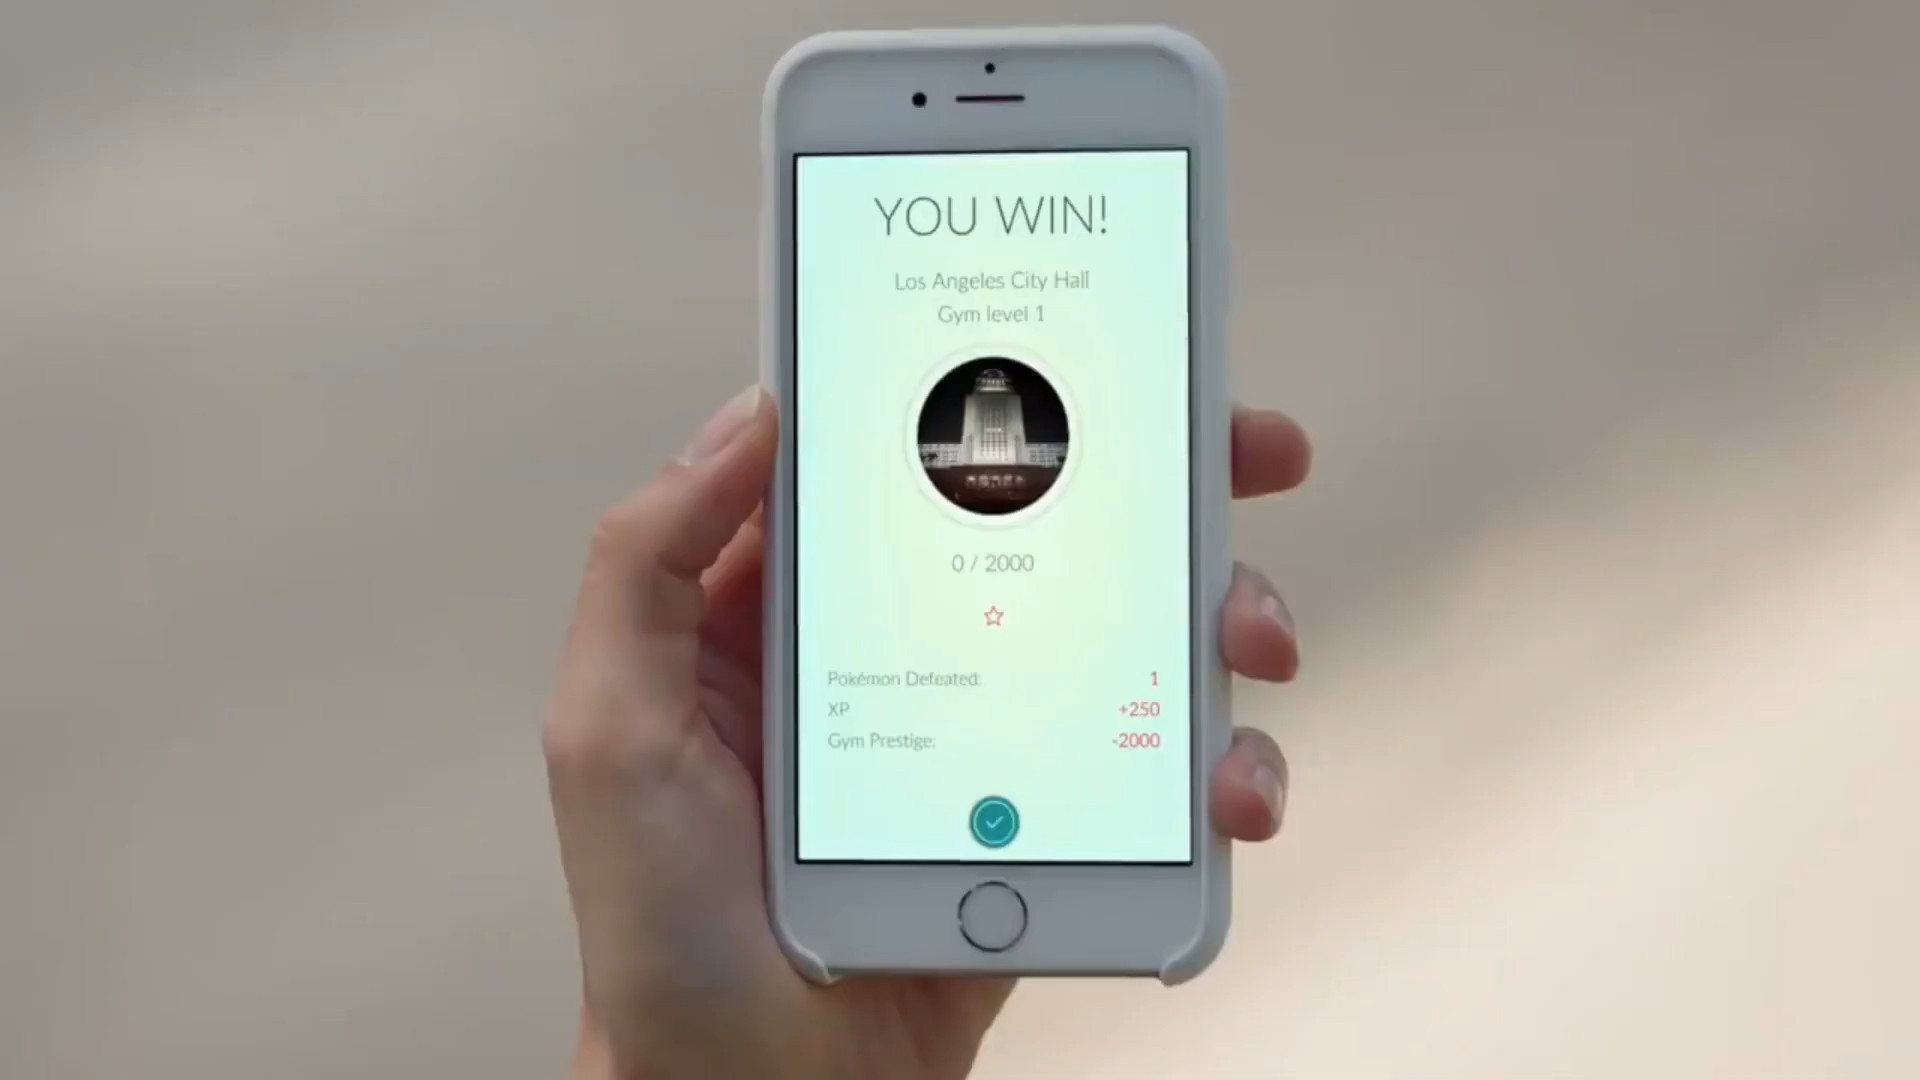 YOU WIN!
Los Angeles City Hall
Gym level 1
0 / 2000
Pokémon Defeated: 1
XP +250
Gym Prestige: -2000